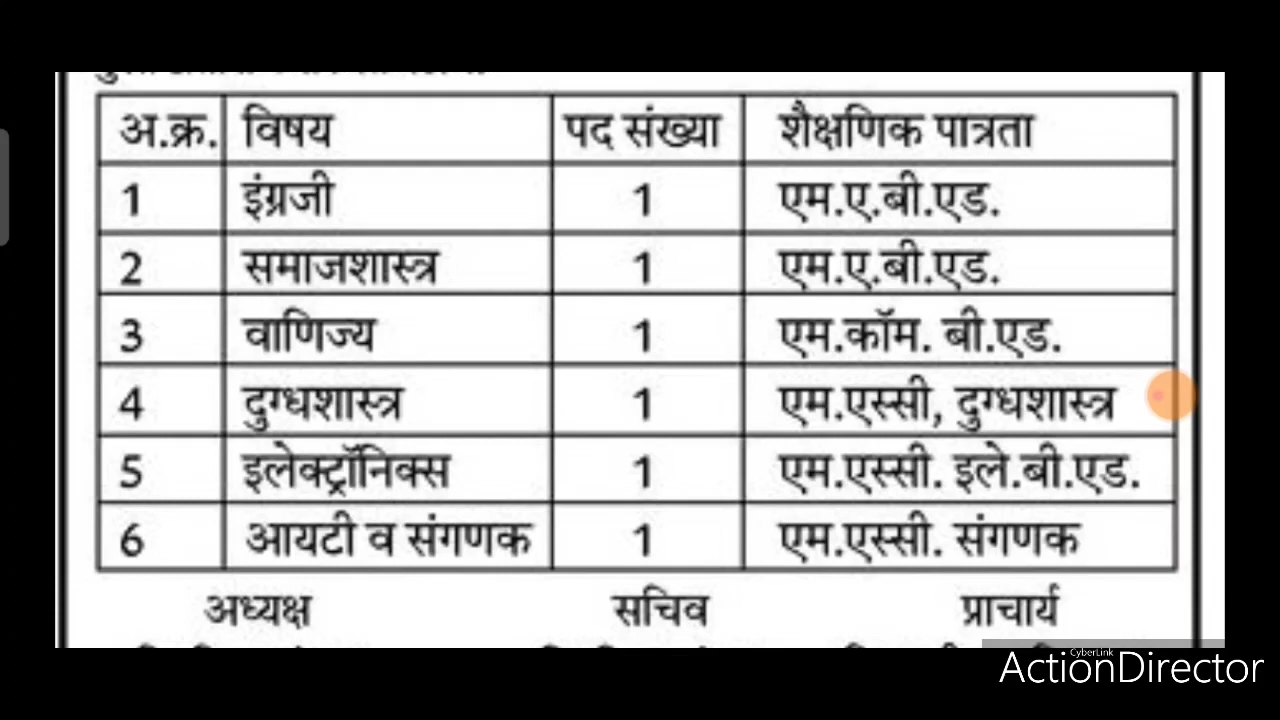 अ.क्र. विषय पद संख्या शैक्षणिक पात्रता
1 इंग्रजी 1 एम.ए.बी.एड.
2 समाजशास्त्र 1 एम.ए.बी.एड.
3 वाणिज्य 1 एम.कॉम. बी.एड.
4 दुग्धशास्त्र 1 एम.एस्सी, दुग्धशास्त्र
5 इलेक्ट्रॉनिक्स 1 एम.एस्सी. इले.बी.एड.
6 आयटी व संगणक 1 एम.एस्सी. संगणक
अध्यक्ष सचिव प्राचार्य
CyberLink
ActionDirector